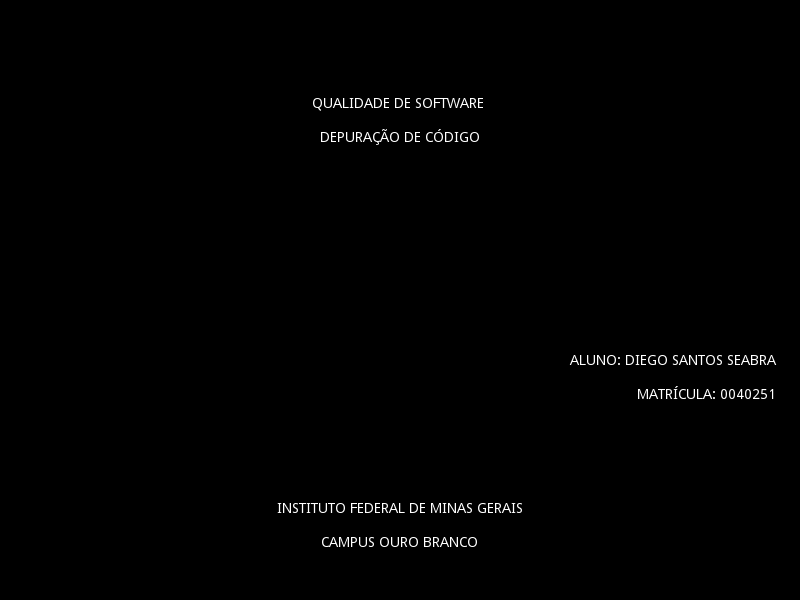 QUALIDADE DE SOFTWARE
DEPURAÇÃO DE CÓDIGO
ALUNO: DIEGO SANTOS SEABRA
MATRÍCULA: 0040251
INSTITUTO FEDERAL DE MINAS GERAIS
CAMPUS OURO BRANCO